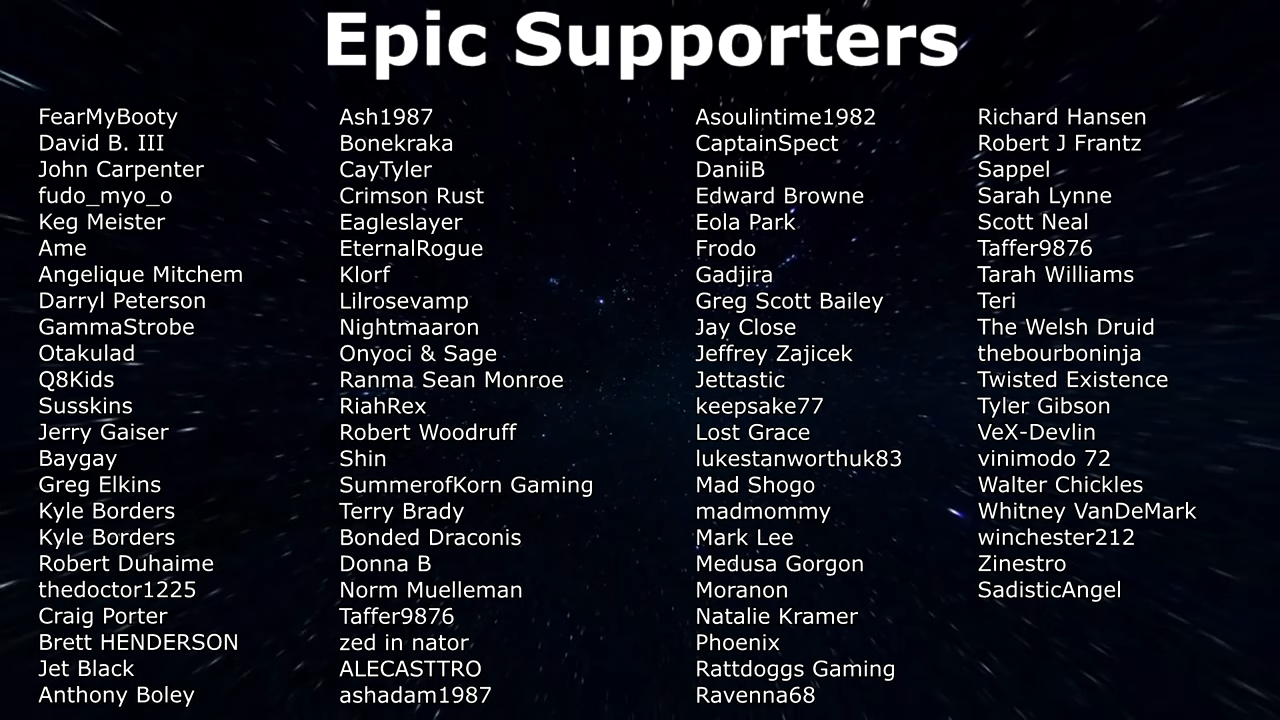 Epic Supporters
FearMyBooty
David B. III
John Carpenter
fudo_myo_o
Keg Meister
Ame
Angelique Mitchem
Darryl Peterson
GammaStrobe
Otakulad
Q8Kids
Susskins
Jerry Gaiser
Baygay
Greg Elkins
Kyle Borders
Kyle Borders
Robert Duhaime
thedoctor1225
Craig Porter
Brett HENDERSON
Jet Black
Anthony Boley
Ash1987
Bonekraka
CayTyler
Crimson Rust
Eagleslayer
EternalRogue
Klorf
Lilrosevamp
Nightmaaron
Onyoci & Sage
Ranma Sean Monroe
RiahRex
Robert Woodruff
Shin
SummerofKorn Gaming
Terry Brady
Bonded Draconis
Donna B
Norm Muelleman
Taffer9876
zed in nator
ALECASTTRO
ashadam1987
Asoulintime1982
CaptainSpect
DaniiB
Edward Browne
Eola Park
Frodo
Gadjira
Greg Scott Bailey
Jay Close
Jeffrey Zajicek
Jettastic
keepsake77
Lost Grace
lukestanworthuk83
Mad Shogo
madmommy
Mark Lee
Medusa Gorgon
Moranon
Natalie Kramer
Phoenix
Rattdoggs Gaming
Ravenna68
Richard Hansen
Robert J Frantz
Sappel
Sarah Lynne
Scott Neal
Taffer9876
Tarah Williams
Teri
The Welsh Druid
thebourboninja
Twisted Existence
Tyler Gibson
VeX-Devlin
vinimodo 72
Walter Chickles
Whitney VanDeMark
winchester212
Zinestro
SadisticAngel